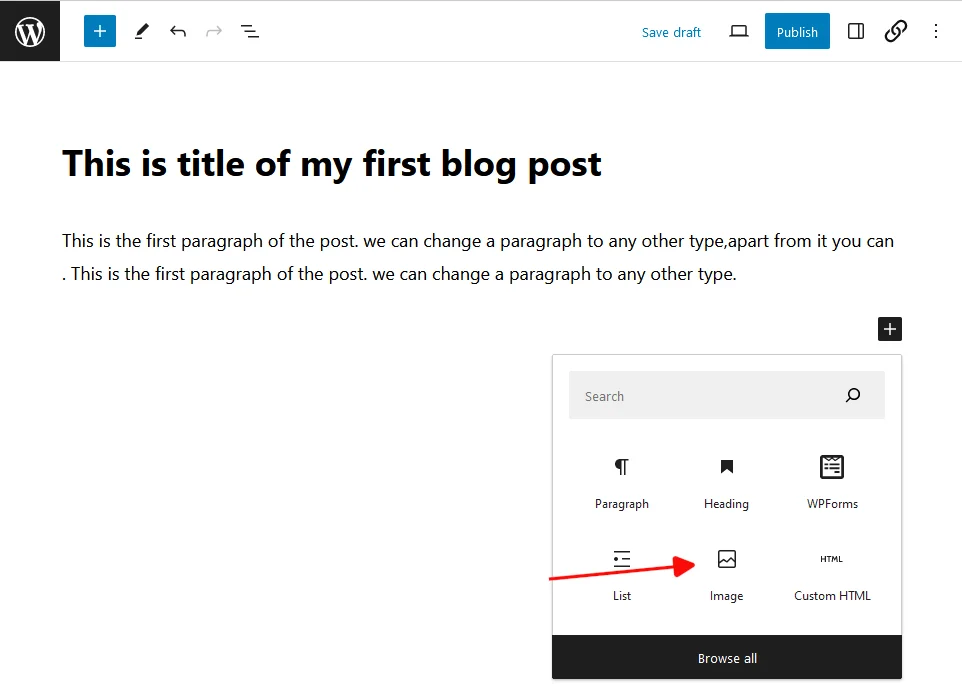 Save draft
Publish
This is title of my first blog post
This is the first paragraph of the post. we can change a paragraph to any other type,apart from it you can
. This is the first paragraph of the post. we can change a paragraph to any other type.
Search
Paragraph Heading WPForms
HTML
List Image Custom HTML
Browse all